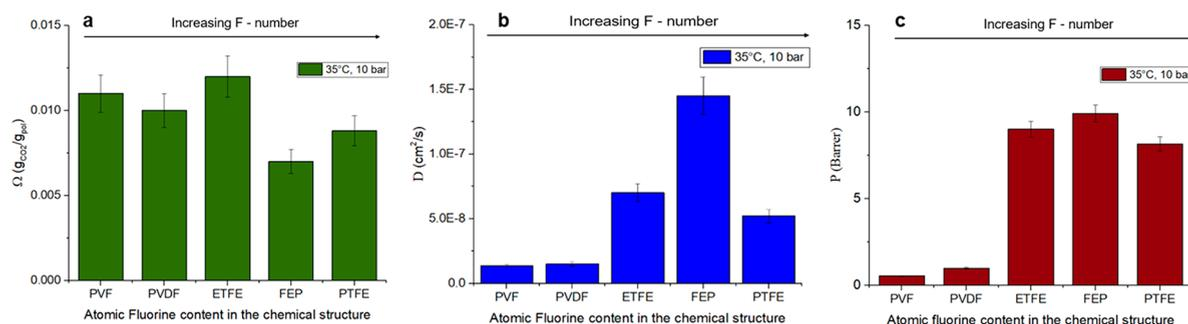 a
Increasing F - number
35°C, 10 bar
0.015
0.010
0.005
0.000
Ω (gCO2/gpol)
PVF PVDF ETFE FEP PTFE
Atomic Fluorine content in the chemical structure
b
Increasing F - number
35°C, 10 bar
2.0E-7
1.5E-7
1.0E-7
5.0E-8
0.0
D (cm²/s)
PVF PVDF ETFE FEP PTFE
Atomic Fluorine content in the chemical structure
c
Increasing F - number
35°C, 10 bar
15
10
5
0
P (Barrer)
PVF PVDF ETFE FEP PTFE
Atomic fluorine content in the chemical structure